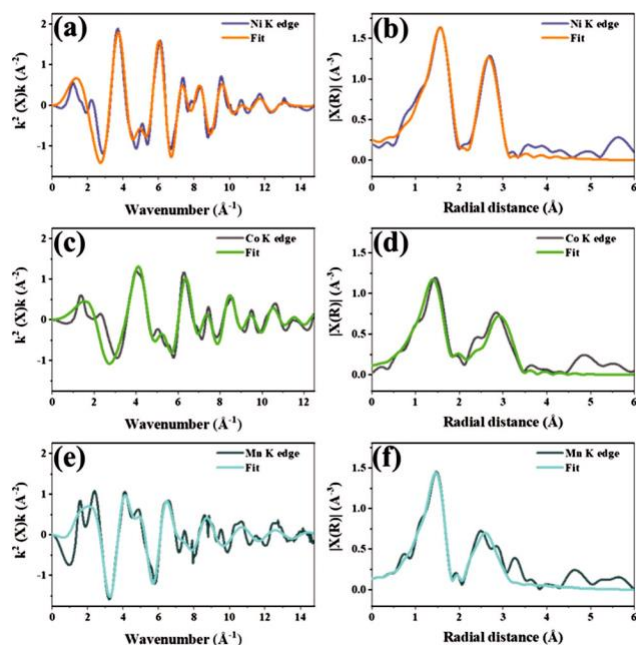 (a)
Ni K edge
Fit
k² (X)k (A⁻²)
2
1
0
-1
0 2 4 6 8 10 12 14
Wavenumber (Å⁻¹)
(b)
Ni K edge
Fit
|X(R)| (A⁻³)
1.5
1.0
0.5
0.0
0 1 2 3 4 5 6
Radial distance (Å)
(c)
Co K edge
Fit
k² (X)k (A⁻²)
2
1
0
-1
0 2 4 6 8 10 12
Wavenumber (Å⁻¹)
(d)
Co K edge
Fit
|X(R)| (A⁻³)
1.5
1.0
0.5
0.0
0 1 2 3 4 5 6
Radial distance (Å)
(e)
Mn K edge
Fit
k² (X)k (A⁻²)
2
1
0
-1
0 2 4 6 8 10 12 14
Wavenumber (Å⁻¹)
(f)
Mn K edge
Fit
|X(R)| (A⁻³)
1.5
1.0
0.5
0.0
0 1 2 3 4 5 6
Radial distance (Å)